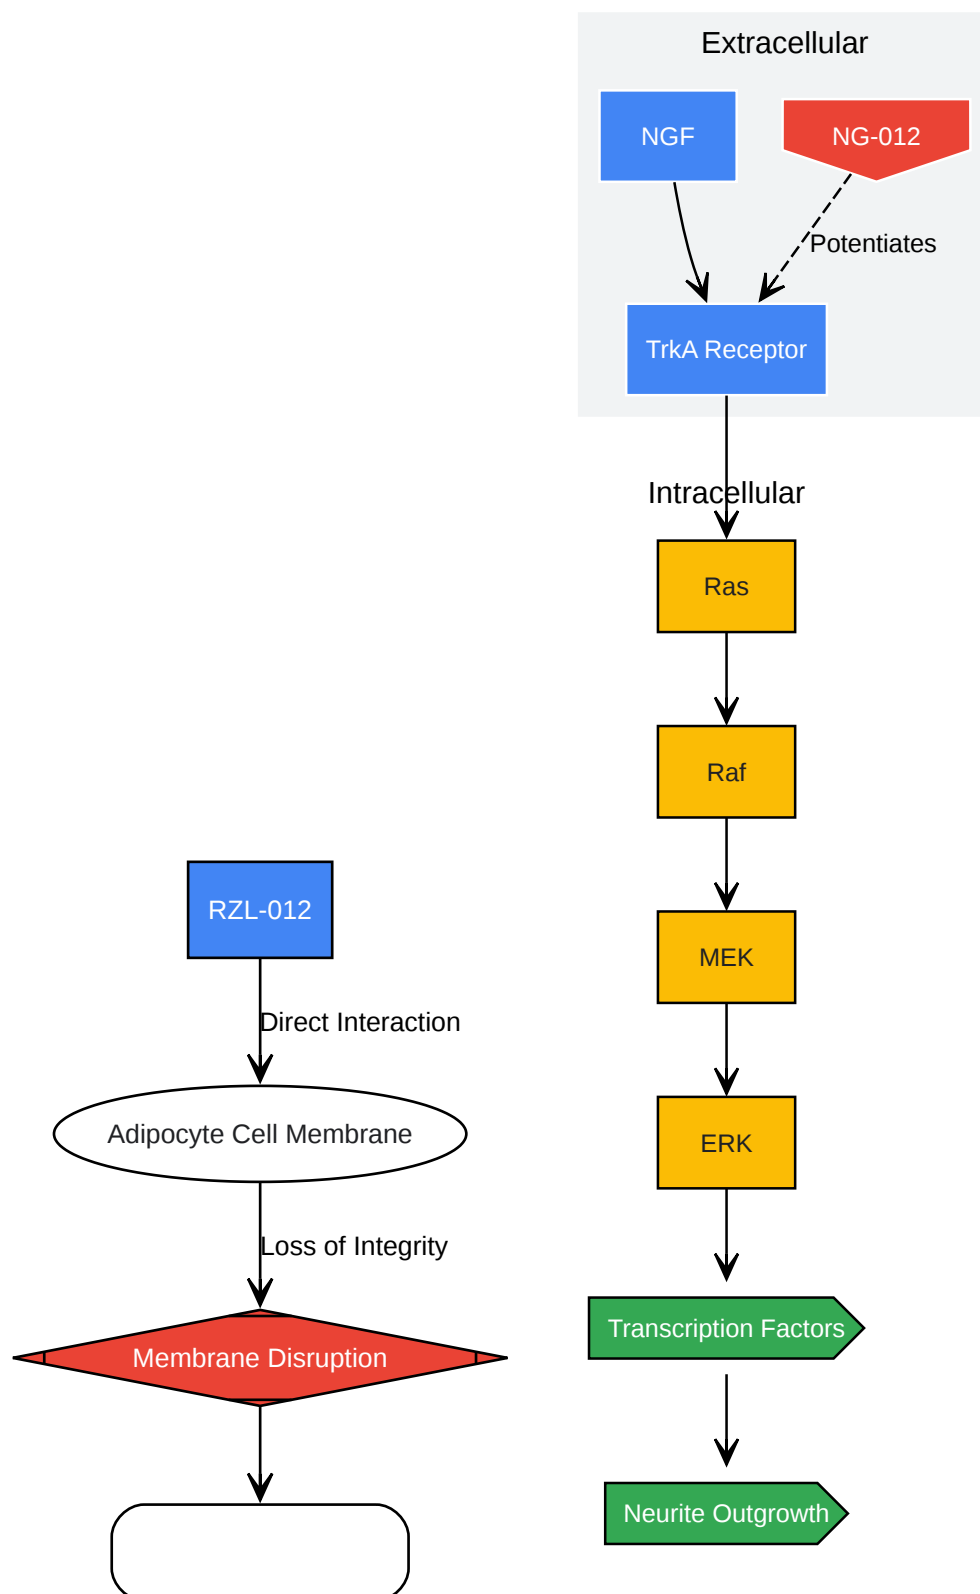 Extracellular
NGF
NG-012
Potentiates
TrkA Receptor
Intracellular
Ras
Raf
MEK
ERK
Transcription Factors
Neurite Outgrowth
RZL-012
Direct Interaction
Adipocyte Cell Membrane
Loss of Integrity
Membrane Disruption